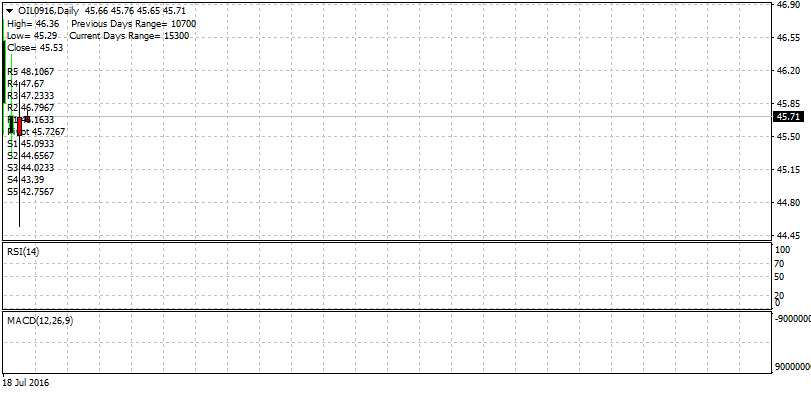 OIL0916,Daily 45.66 45.76 45.65 45.71
High= 46.36 Previous Days Range= 10700
Low= 45.29 Current Days Range= 15300
Close= 45.53
R5 48.1067
R4 47.67
R3 47.2333
R2 46.7967
R1 46.1633
Pivot 45.7267
S1 45.0933
S2 44.6567
S3 44.0233
S4 43.39
S5 42.7567
46.90
46.55
46.20
45.85
45.71
45.50
45.15
44.80
44.45
RSI(14)
100
70
50
20
0
MACD(12,26,9)
-9000000
9000000
18 Jul 2016